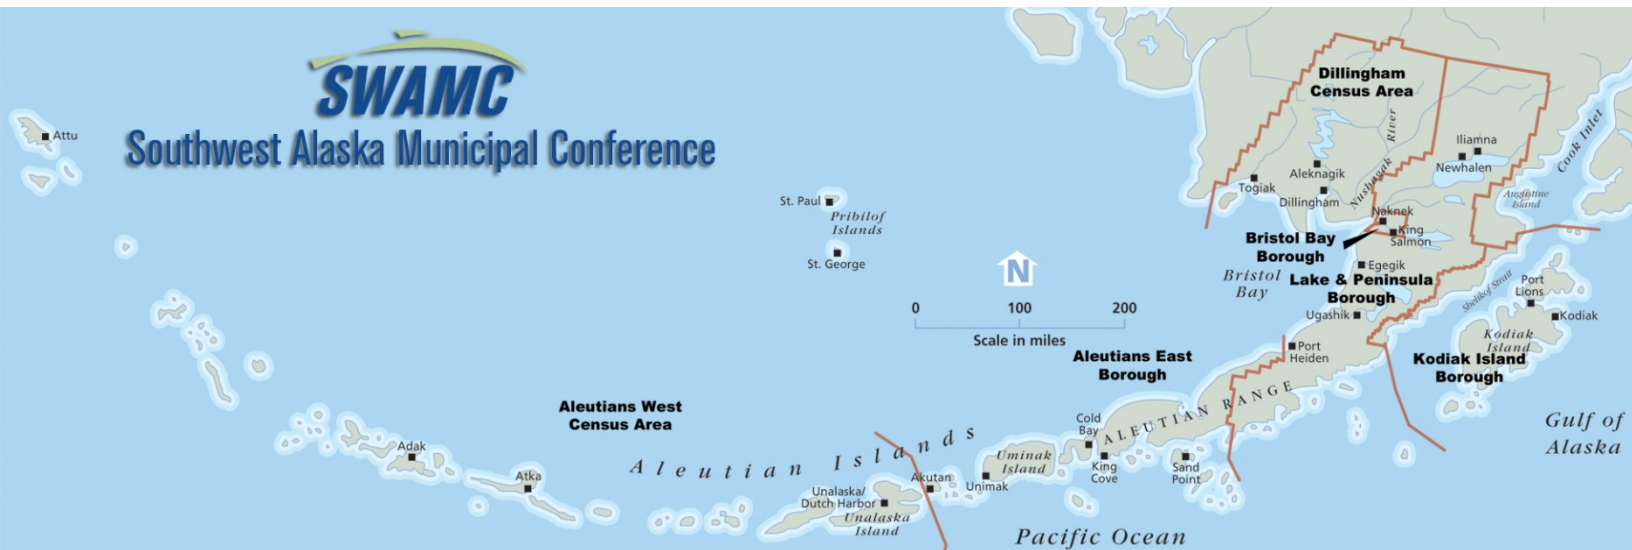 SWAMC
Southwest Alaska Municipal Conference
Attu
St. Paul
Pribilof
Islands
St. George
N
0 100 200
Scale in miles
Dillingham
Census Area
Nushagak River
Iliamna
Newhalen
Cook Inlet
Augustine
Island
Togiak
Aleknagik
Dillingham
Naknek
King
Salmon
Bristol Bay
Borough
Bristol
Bay
Egegik
Lake & Peninsula
Borough
Ugashik
Shelikof Strait
Port
Lions
Kodiak
Kodiak
Island
Kodiak Island
Borough
Port
Heiden
Aleutians East
Borough
ALEUTIAN RANGE
Gulf of
Alaska
Aleutians West
Census Area
Aleutian Islands
Adak
Atka
Unalaska/
Dutch Harbor
Unalaska
Island
Akutan
Unimak
Uminak
Island
Cold
Bay
King
Cove
Sand
Point
Pacific Ocean